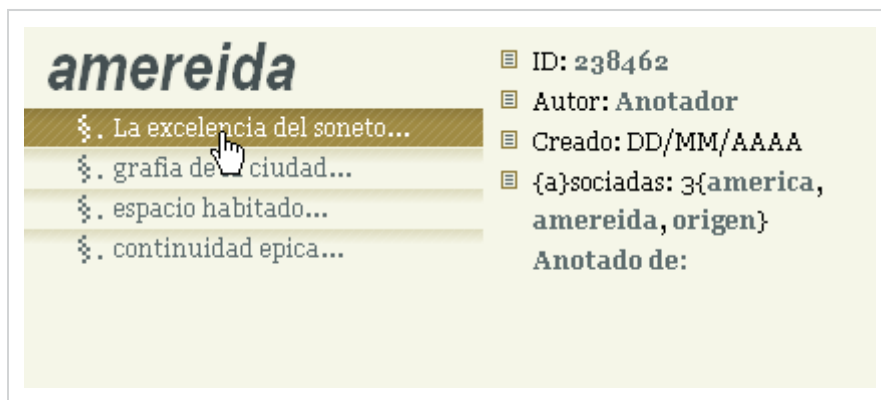 amereida
§. La excelencia del soneto...
§. grafia de ciudad...
§. espacio habitado...
§. continuidad epica...
ID: 238462
Autor: Anotador
Creado: DD/MM/AAAA
{a}sociadas: 3{america,
amereida, origen}
Anotado de: